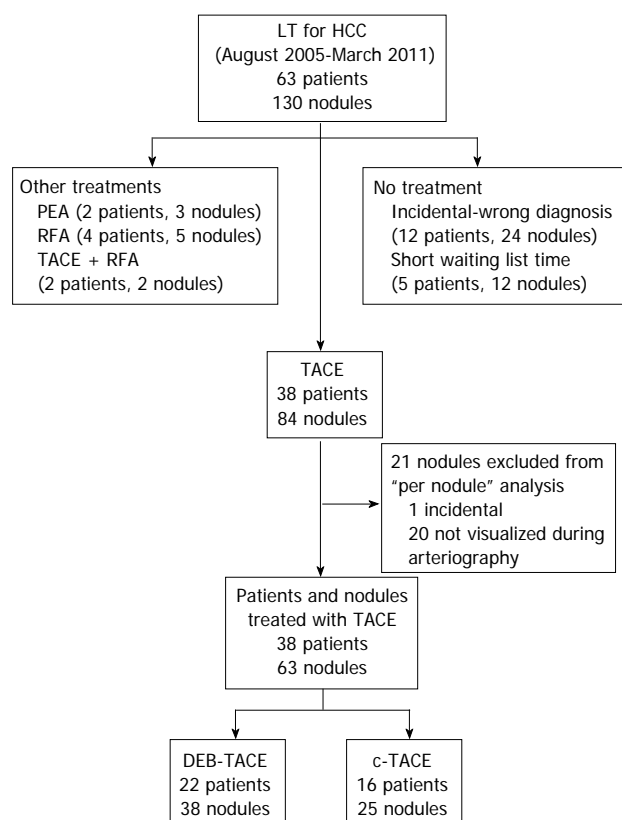 LT for HCC
(August 2005-March 2011)
63 patients
130 nodules
Other treatments
PEA (2 patients, 3 nodules)
RFA (4 patients, 5 nodules)
TACE + RFA
(2 patients, 2 nodules)
No treatment
Incidental-wrong diagnosis
(12 patients, 24 nodules)
Short waiting list time
(5 patients, 12 nodules)
TACE
38 patients
84 nodules
21 nodules excluded from
“per nodule” analysis
1 incidental
20 not visualized during
arteriography
Patients and nodules
treated with TACE
38 patients
63 nodules
DEB-TACE
22 patients
38 nodules
c-TACE
16 patients
25 nodules